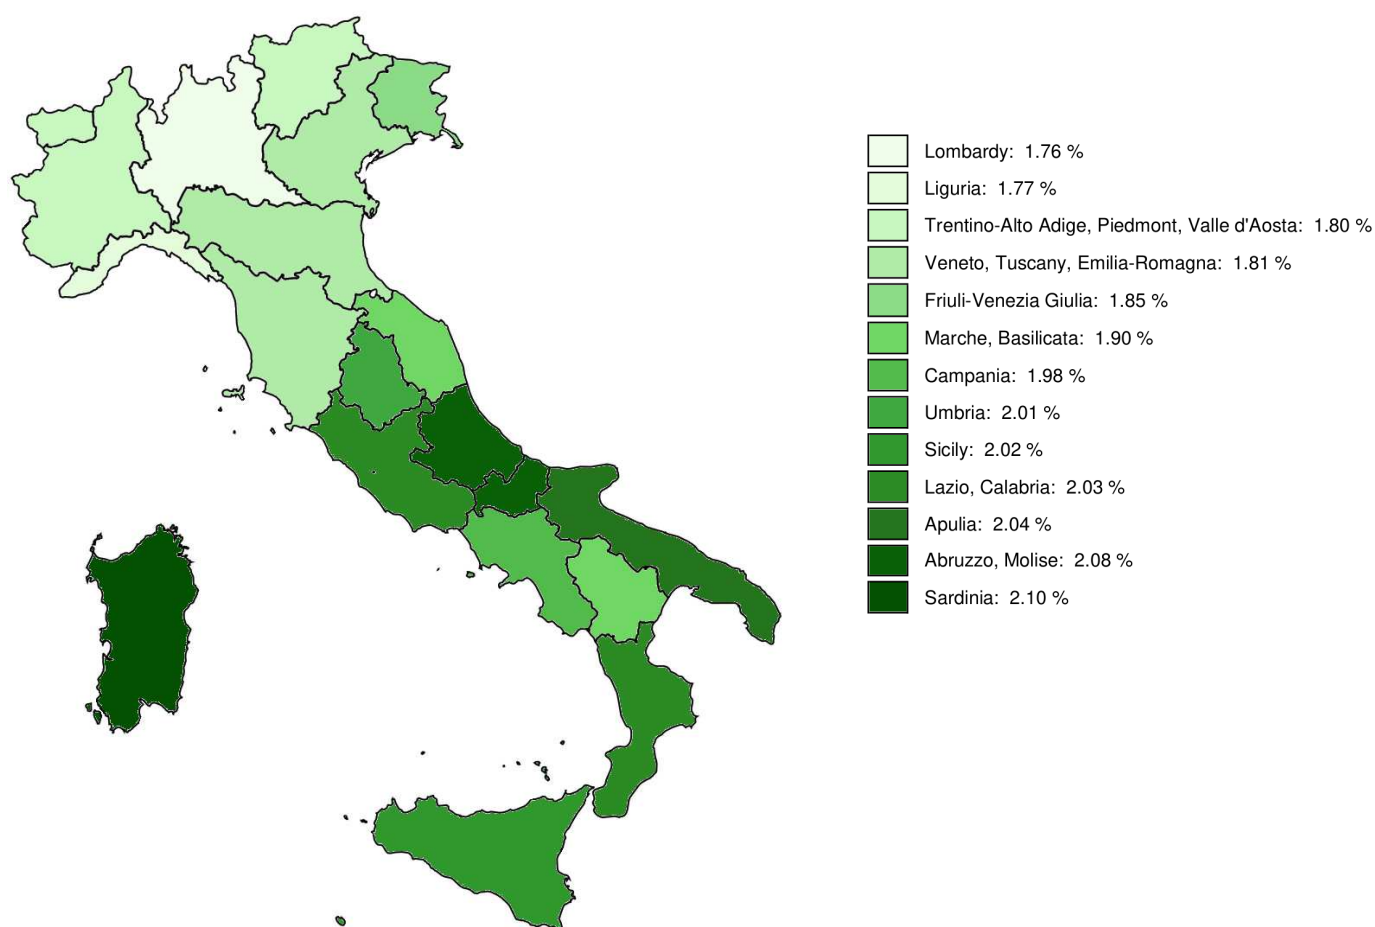 Lombardy: 1.76 %
Liguria: 1.77 %
Trentino-Alto Adige, Piedmont, Valle d'Aosta: 1.80 %
Veneto, Tuscany, Emilia-Romagna: 1.81 %
Friuli-Venezia Giulia: 1.85 %
Marche, Basilicata: 1.90 %
Campania: 1.98 %
Umbria: 2.01 %
Sicily: 2.02 %
Lazio, Calabria: 2.03 %
Apulia: 2.04 %
Abruzzo, Molise: 2.08 %
Sardinia: 2.10 %